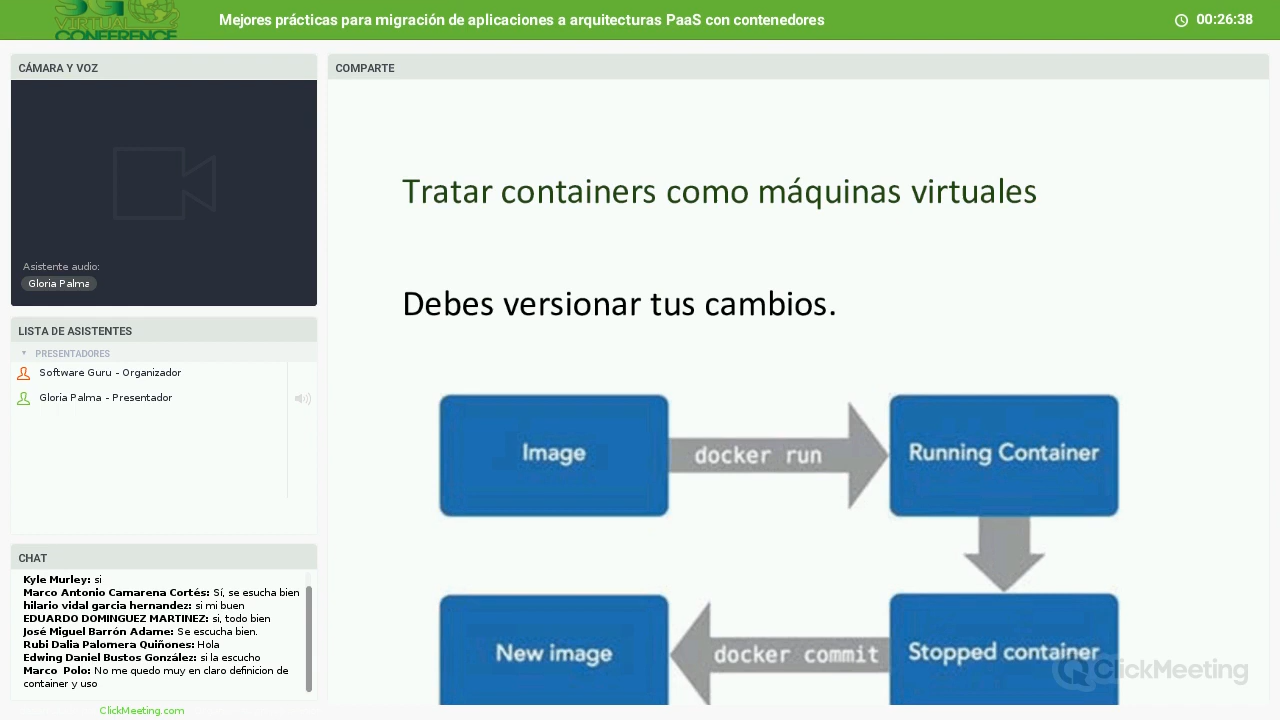 SG
VIRTUAL
CONFERENCE
Mejores prácticas para migración de aplicaciones a arquitecturas PaaS con contenedores
00:26:38
CÁMARA Y VOZ
Asistente audio:
Gloria Palma
LISTA DE ASISTENTES
PRESENTADORES
Software Guru - Organizador
Gloria Palma - Presentador
CHAT
Kyle Murley: si
Marco Antonio Camarena Cortés: Sí, se esucha bien
hilario vidal garcia hernandez: si mi buen
EDUARDO DOMINGUEZ MARTINEZ: si, todo bien
José Miguel Barrón Adame: Se escucha bien.
Rubi Dalia Palomera Quiñones: Hola
Edwing Daniel Bustos González: si la escucho
Marco Polo: No me quedo muy en claro definicion de
container y uso
ClickMeeting.com
COMPARTE
Tratar containers como máquinas virtuales
Debes versionar tus cambios.
Image
docker run
Running Container
New image
docker commit
Stopped container
ClickMeeting